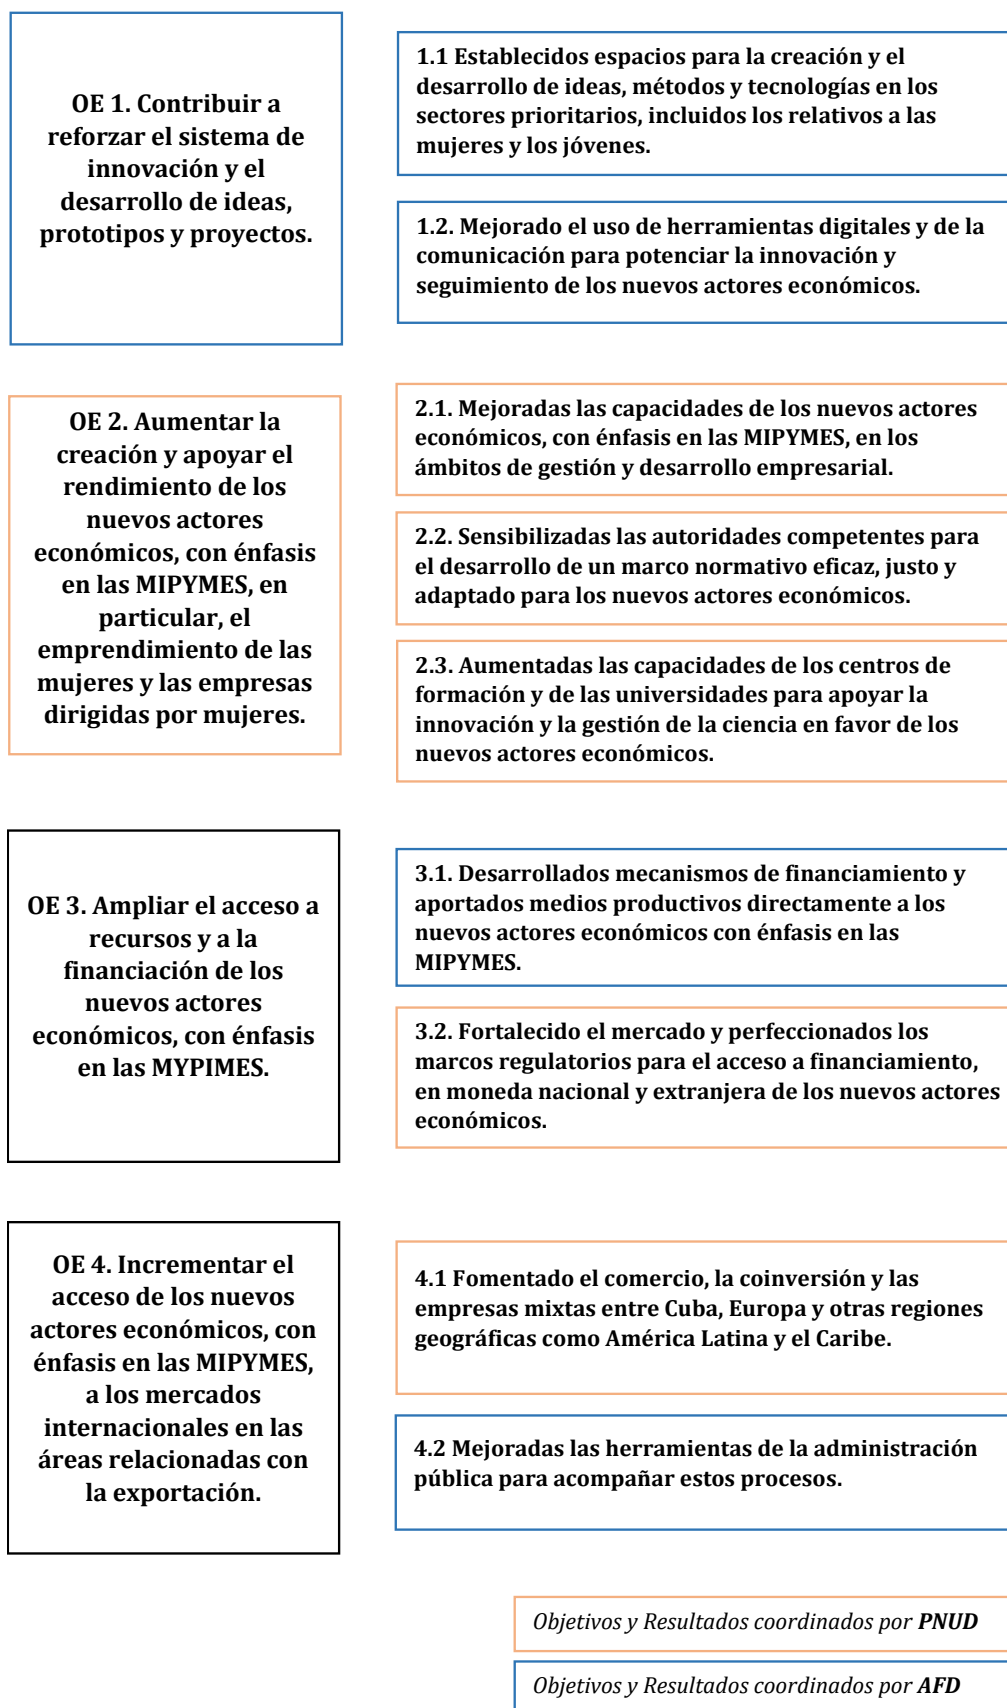 OE 1. Contribuir a
reforzar el sistema de
innovación y el
desarrollo de ideas,
prototipos y proyectos.
1.1 Establecidos espacios para la creación y el
desarrollo de ideas, métodos y tecnologías en los
sectores prioritarios, incluidos los relativos a las
mujeres y los jóvenes.
1.2. Mejorado el uso de herramientas digitales y de la
comunicación para potenciar la innovación y
seguimiento de los nuevos actores económicos.
OE 2. Aumentar la
creación y apoyar el
rendimiento de los
nuevos actores
económicos, con énfasis
en las MIPYMES, en
particular, el
emprendimiento de las
mujeres y las empresas
dirigidas por mujeres.
2.1. Mejoradas las capacidades de los nuevos actores
económicos, con énfasis en las MIPYMES, en los
ámbitos de gestión y desarrollo empresarial.
2.2. Sensibilizadas las autoridades competentes para
el desarrollo de un marco normativo eficaz, justo y
adaptado para los nuevos actores económicos.
2.3. Aumentadas las capacidades de los centros de
formación y de las universidades para apoyar la
innovación y la gestión de la ciencia en favor de los
nuevos actores económicos.
OE 3. Ampliar el acceso a
recursos y a la
financiación de los
nuevos actores
económicos, con énfasis
en las MYPIMES.
3.1. Desarrollados mecanismos de financiamiento y
aportados medios productivos directamente a los
nuevos actores económicos con énfasis en las
MIPYMES.
3.2. Fortalecido el mercado y perfeccionados los
marcos regulatorios para el acceso a financiamiento,
en moneda nacional y extranjera de los nuevos actores
económicos.
OE 4. Incrementar el
acceso de los nuevos
actores económicos, con
énfasis en las MIPYMES,
a los mercados
internacionales en las
áreas relacionadas con
la exportación.
4.1 Fomentado el comercio, la coinversión y las
empresas mixtas entre Cuba, Europa y otras regiones
geográficas como América Latina y el Caribe.
4.2 Mejoradas las herramientas de la administración
pública para acompañar estos procesos.
Objetivos y Resultados coordinados por PNUD
Objetivos y Resultados coordinados por AFD